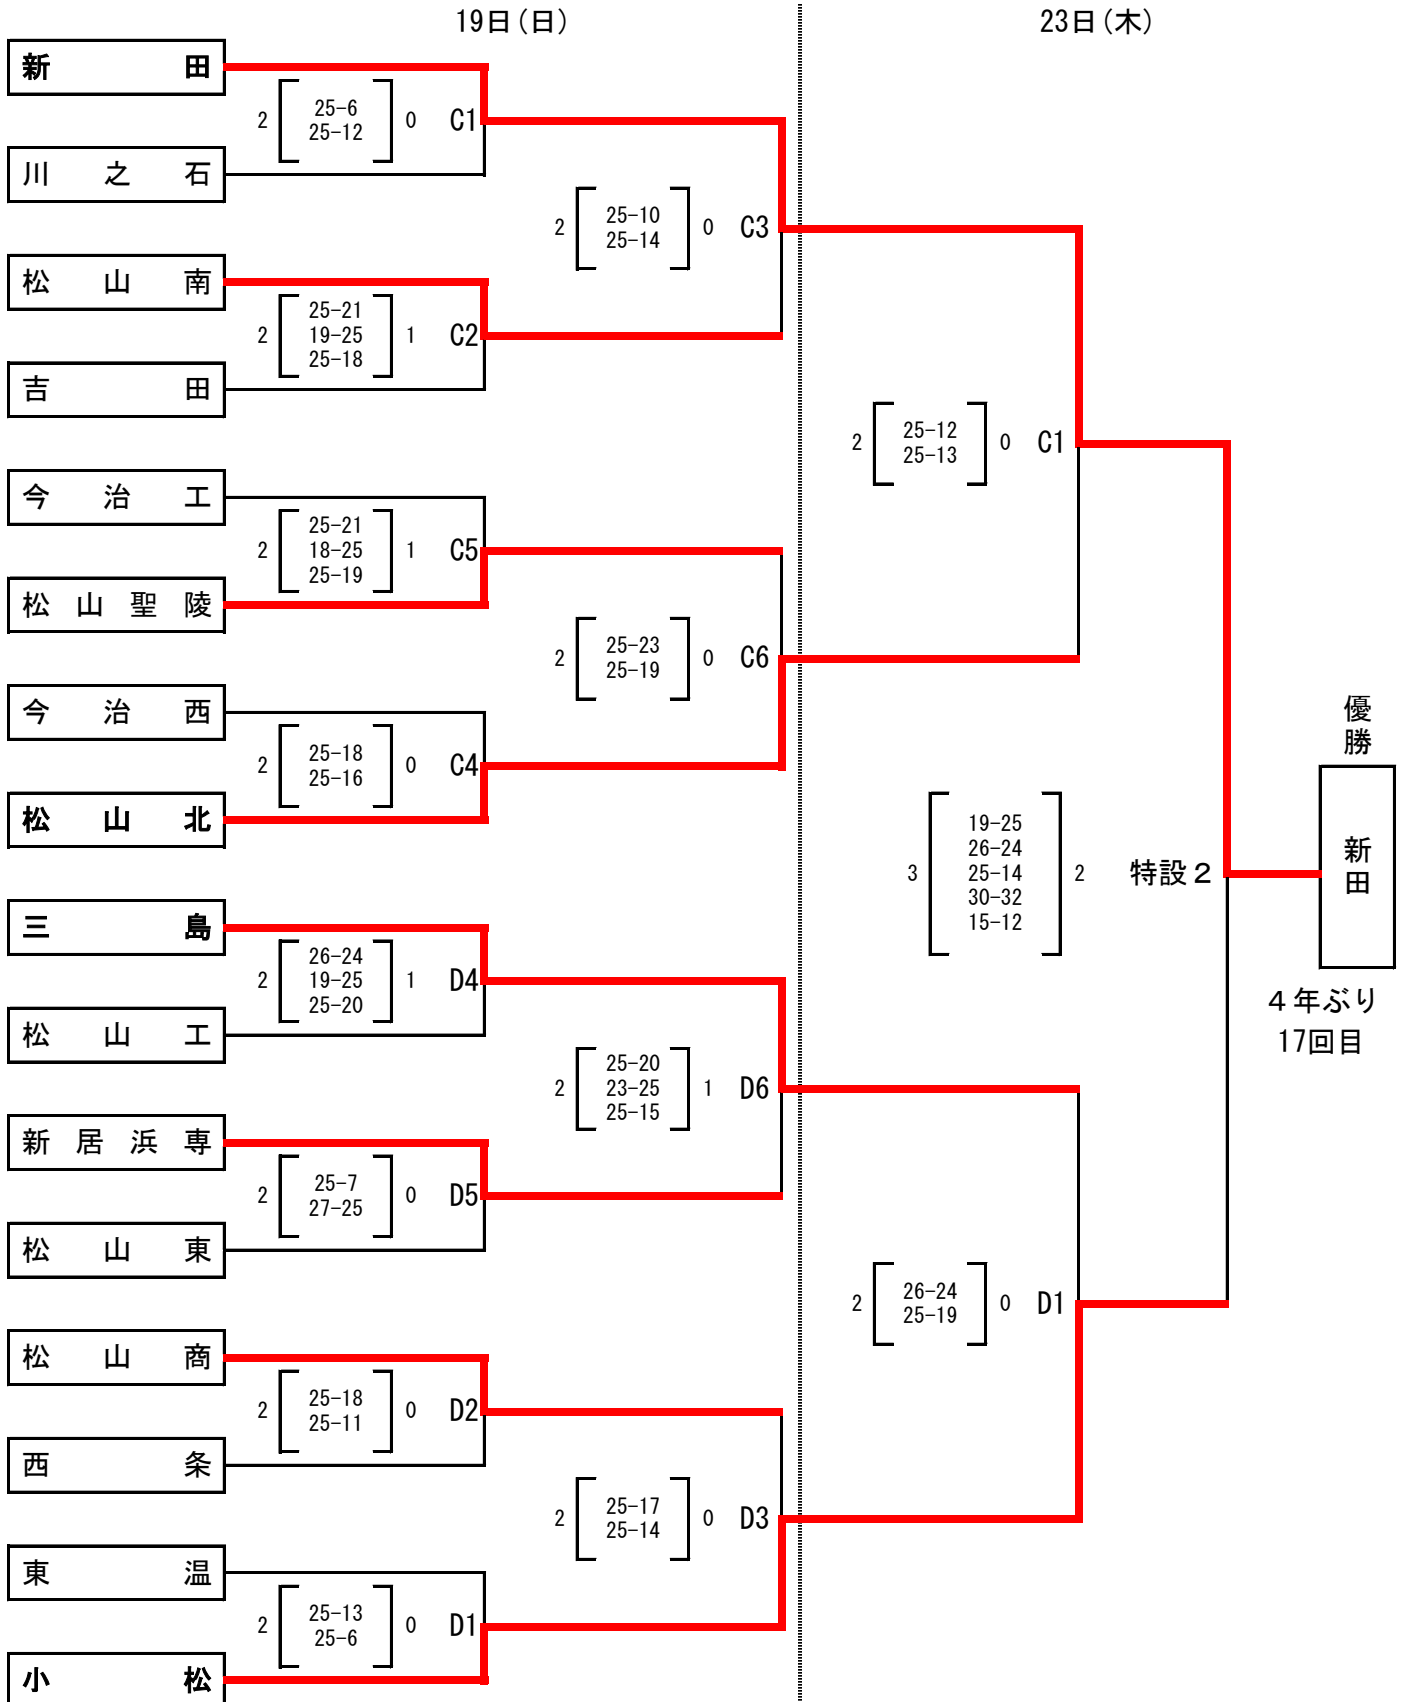 19日（日）
23日（木）
新田
2 25-6 0 C1
25-12
川之石
2 25-10 0 C3
25-14
松山南
2 25-21 1 C2
19-25
25-18
吉田
2 25-12 0 C1
25-13
今治工
2 25-21 1 C5
18-25
25-19
松山聖陵
2 25-23 0 C6
25-19
今治西
2 25-18 0 C4
25-16
松山北
優勝
新田
4年ぶり
17回目
3 19-25 2 特設２
26-24
25-14
30-32
15-12
三島
2 26-24 1 D4
19-25
25-20
松山工
2 25-20 1 D6
23-25
25-15
新居浜専
2 25-7 0 D5
27-25
松山東
2 26-24 0 D1
25-19
松山商
2 25-18 0 D2
25-11
西条
2 25-17 0 D3
25-14
東温
2 25-13 0 D1
25-6
小松